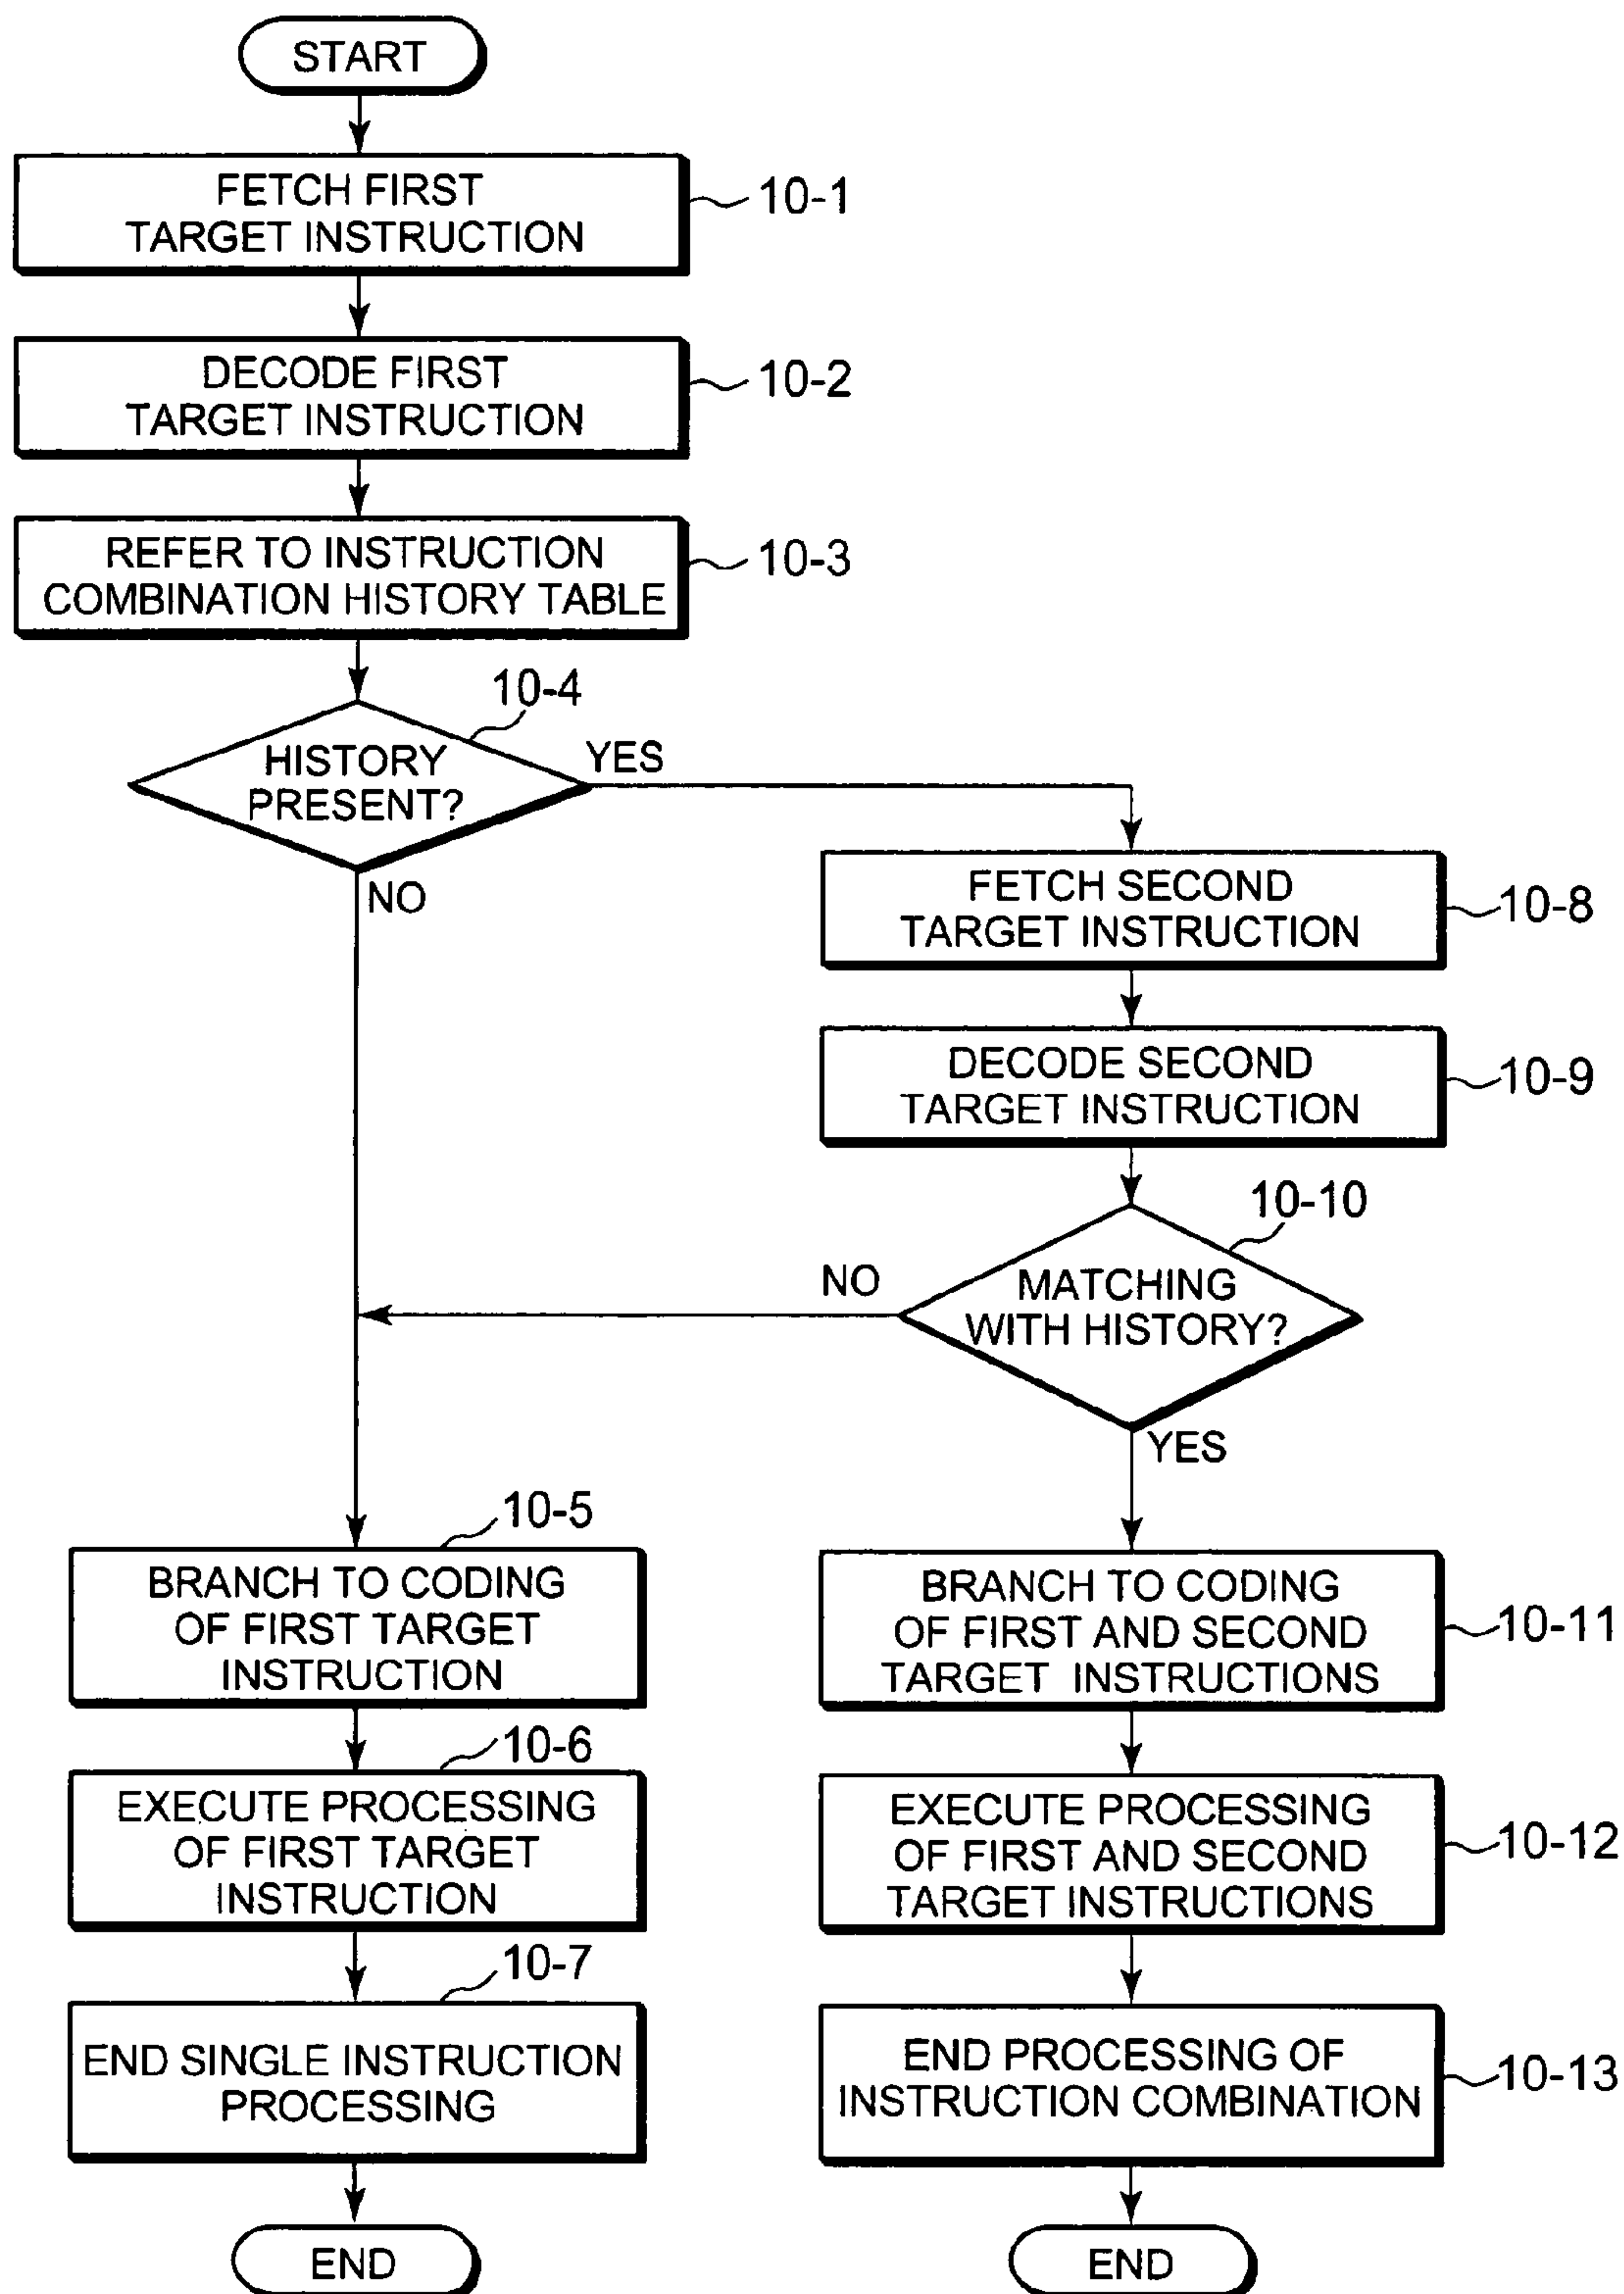 START
FETCH FIRST
TARGET INSTRUCTION
10-1
DECODE FIRST
TARGET INSTRUCTION
10-2
REFER TO INSTRUCTION
COMBINATION HISTORY TABLE
10-3
10-4
HISTORY
PRESENT?
YES
NO
FETCH SECOND
TARGET INSTRUCTION
10-8
DECODE SECOND
TARGET INSTRUCTION
10-9
10-10
MATCHING
WITH HISTORY?
NO
YES
10-5
BRANCH TO CODING
OF FIRST TARGET
INSTRUCTION
10-6
EXECUTE PROCESSING
OF FIRST TARGET
INSTRUCTION
10-7
END SINGLE INSTRUCTION
PROCESSING
END
BRANCH TO CODING
OF FIRST AND SECOND
TARGET INSTRUCTIONS
10-11
EXECUTE PROCESSING
OF FIRST AND SECOND
TARGET INSTRUCTIONS
10-12
END PROCESSING OF
INSTRUCTION COMBINATION
10-13
END